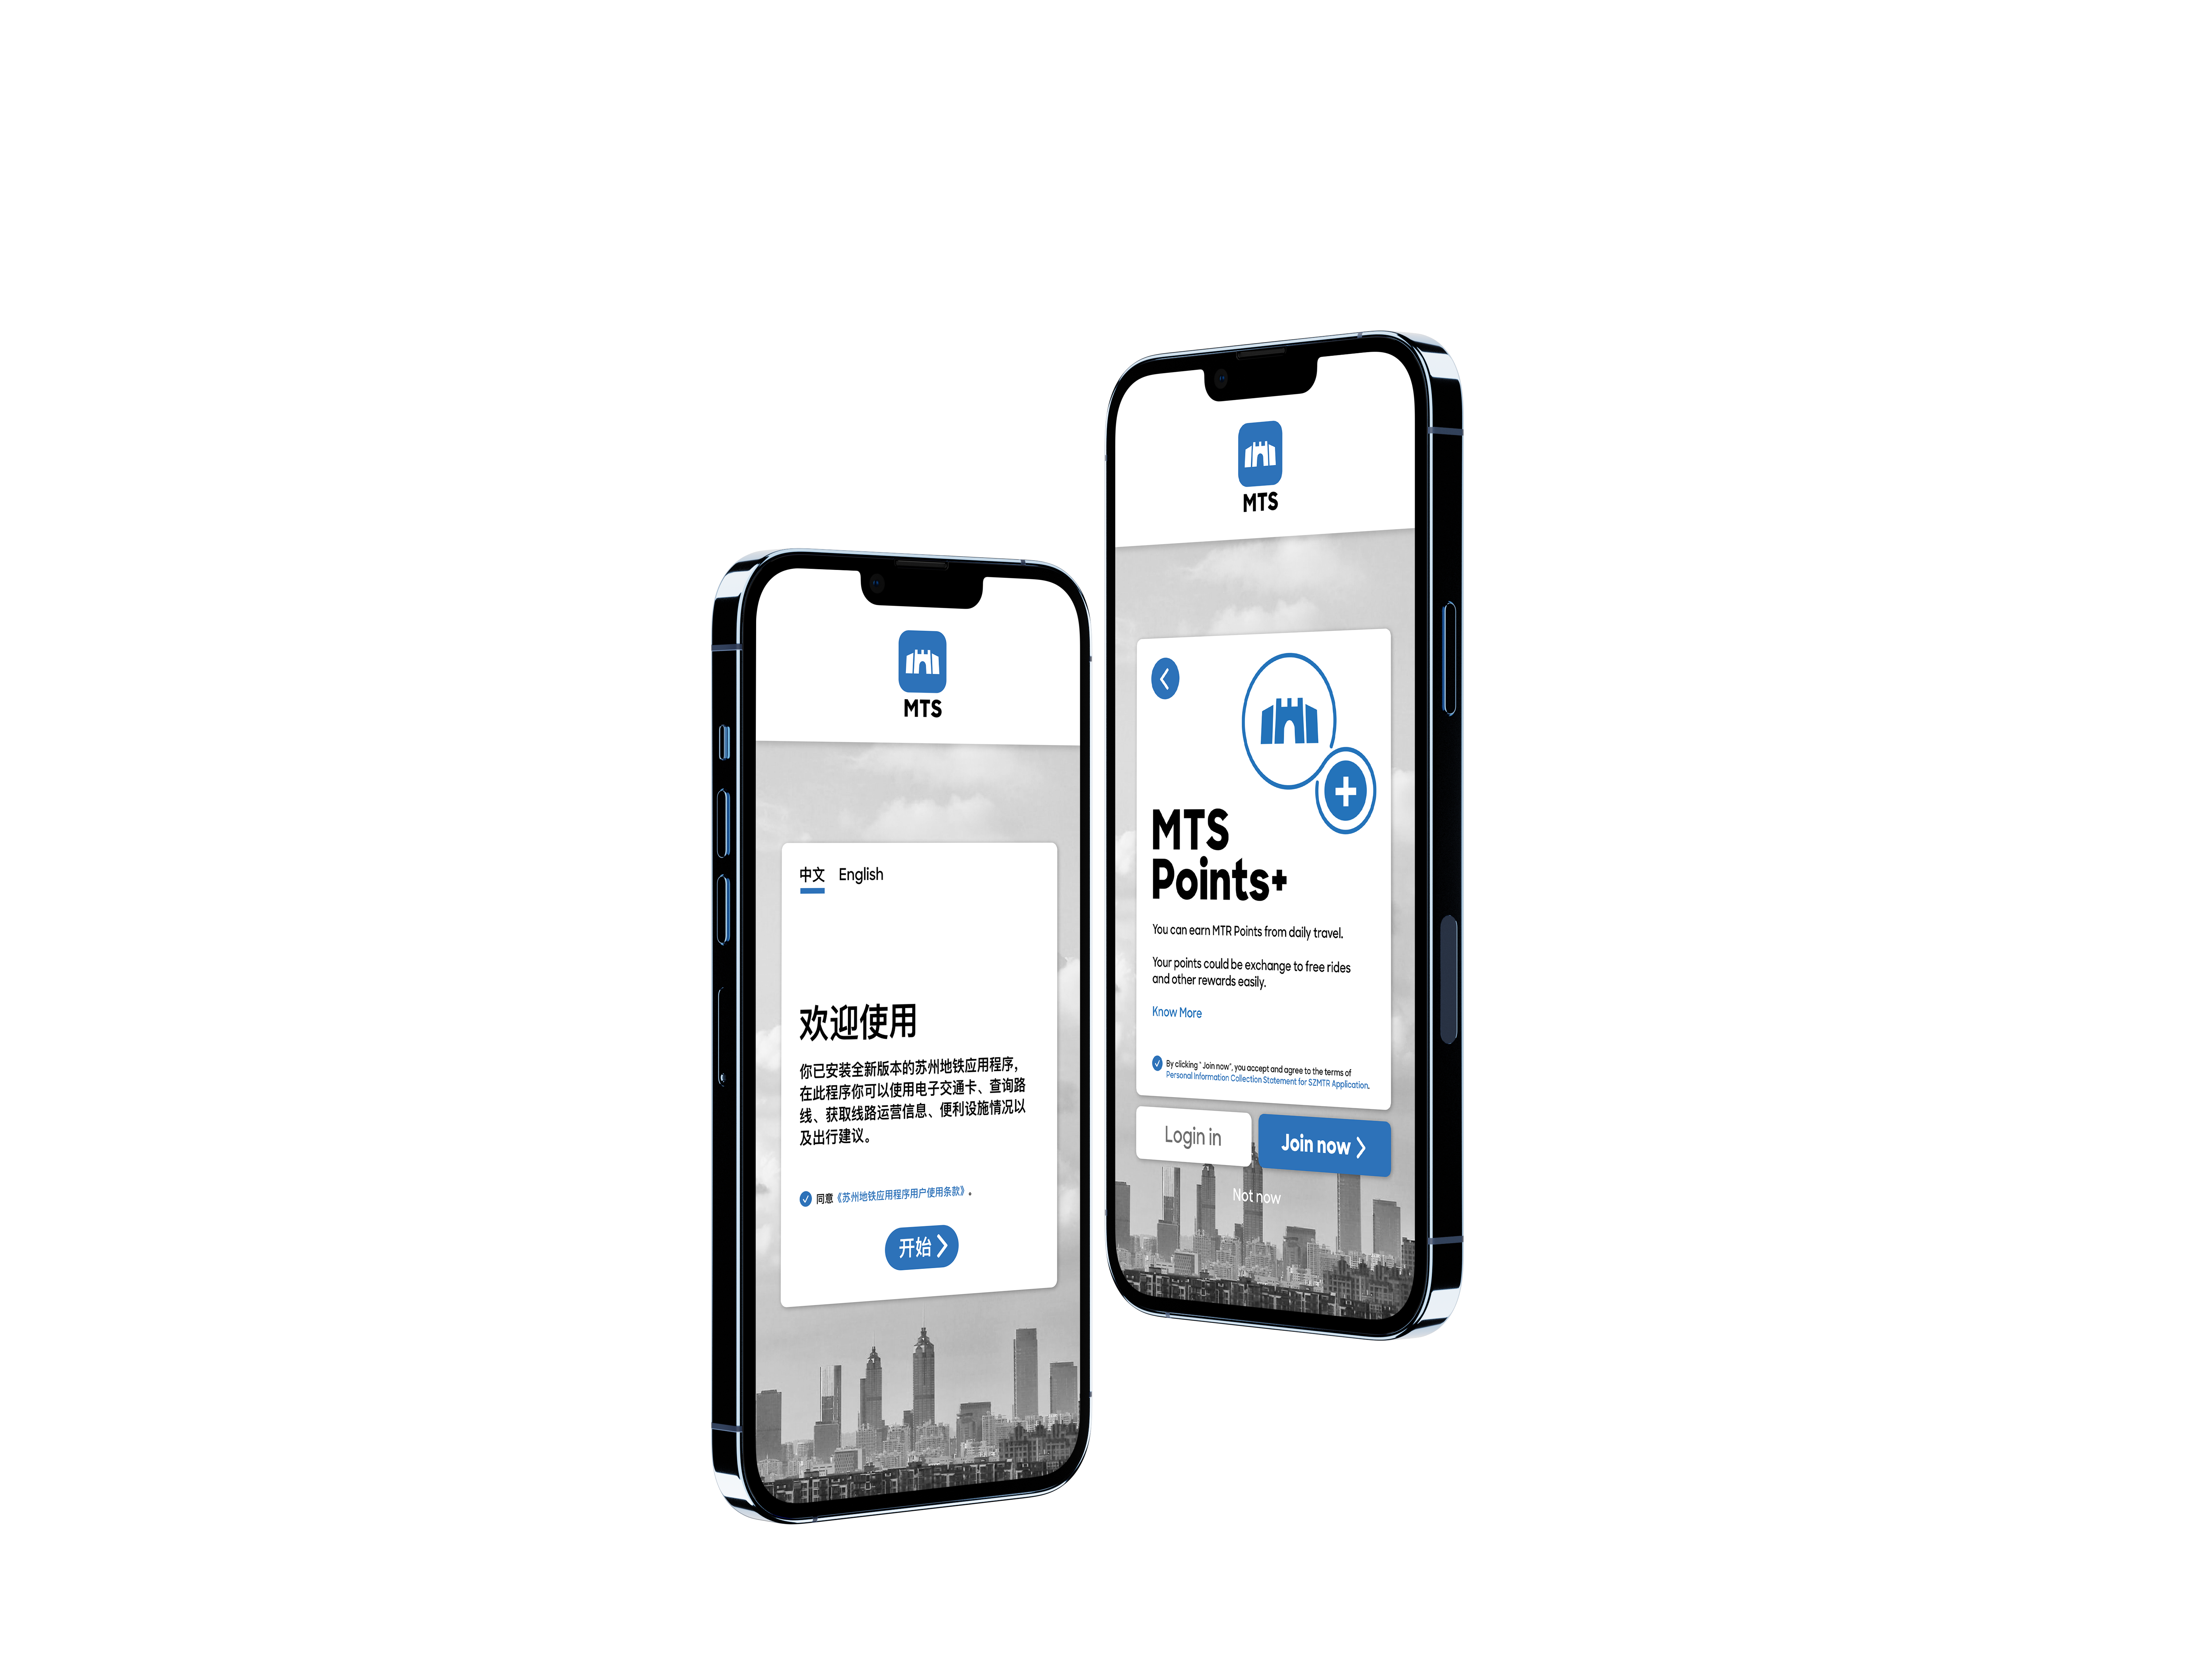 MTS
中文 English
欢迎使用
你已安装全新版本的苏州地铁应用程序，
在此程序你可以使用电子交通卡、查询路
线、获取线路运营信息、便利设施情况以
及出行建议。
同意《苏州地铁应用程序用户使用条款》。
开始
MTS
MTS
Points+
You can earn MTR Points from daily travel.
Your points could be exchange to free rides
and other rewards easily.
Know More
By clicking “ Join now”, you accept and agree to the terms of
Personal Information Collection Statement for SZMTR Application.
Login in
Join now
Not now